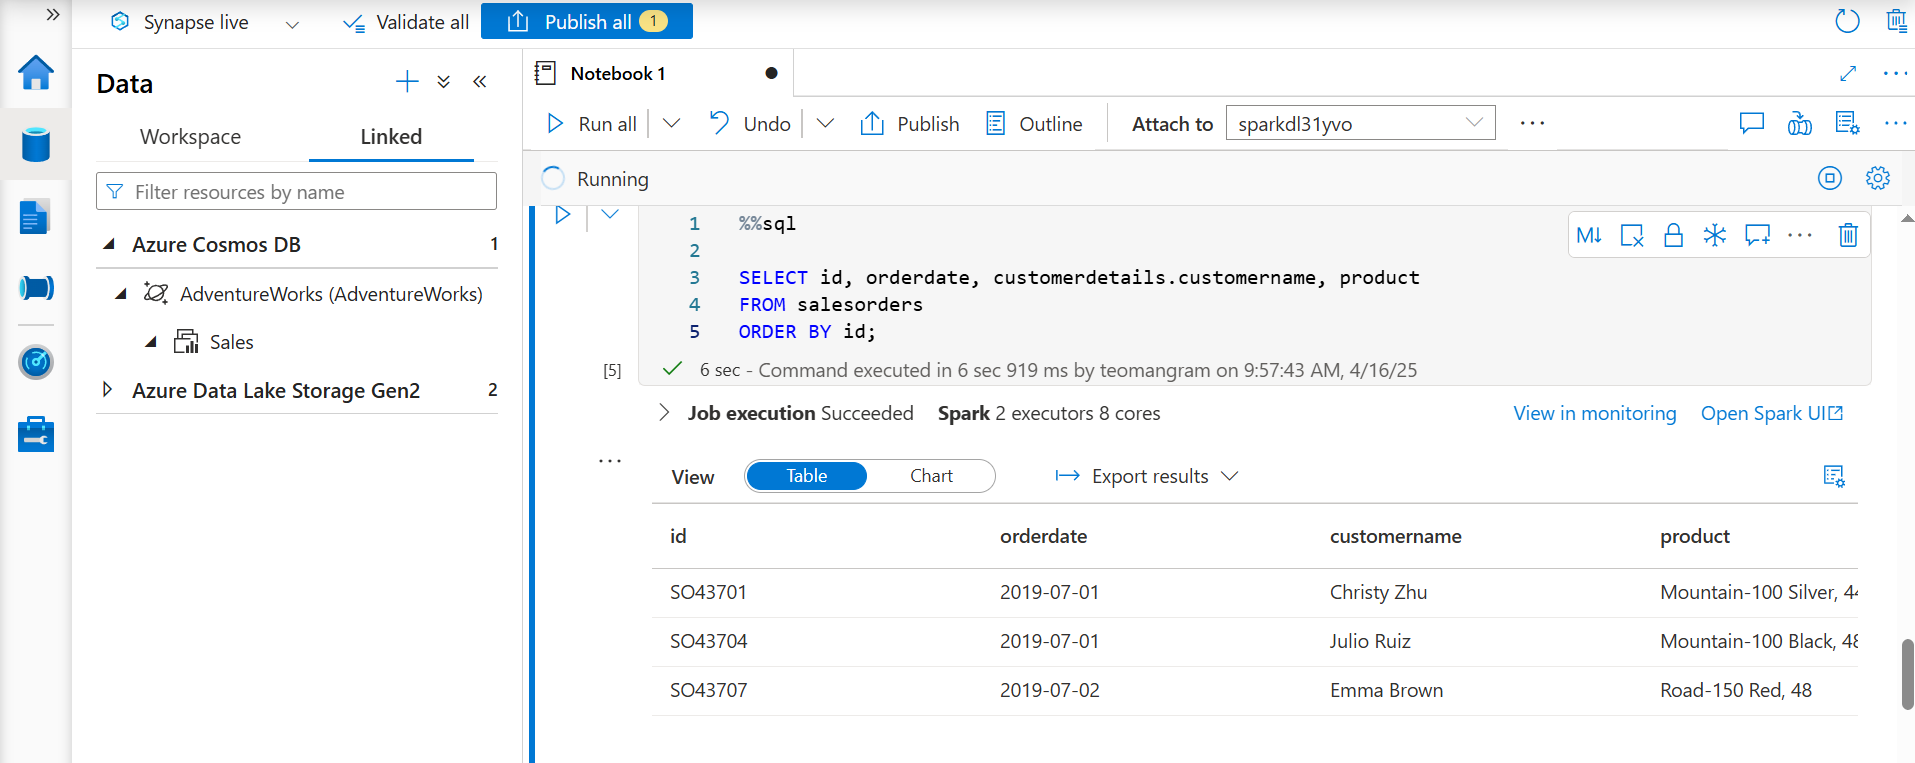 Synapse live Validate all Publish all 1
Data
Workspace Linked
Filter resources by name
Azure Cosmos DB 1
AdventureWorks (AdventureWorks)
Sales
Azure Data Lake Storage Gen2 2
Notebook 1
Run all Undo Publish Outline Attach to sparkdl31yvo
Running
1 %%sql
2
3 SELECT id, orderdate, customerdetails.customername, product
4 FROM salesorders
5 ORDER BY id;
M↓
[5] 6 sec - Command executed in 6 sec 919 ms by teomangram on 9:57:43 AM, 4/16/25
Job execution Succeeded Spark 2 executors 8 cores View in monitoring Open Spark UI
View Table Chart Export results
id orderdate customername product
SO43701 2019-07-01 Christy Zhu Mountain-100 Silver, 44
SO43704 2019-07-01 Julio Ruiz Mountain-100 Black, 48
SO43707 2019-07-02 Emma Brown Road-150 Red, 48